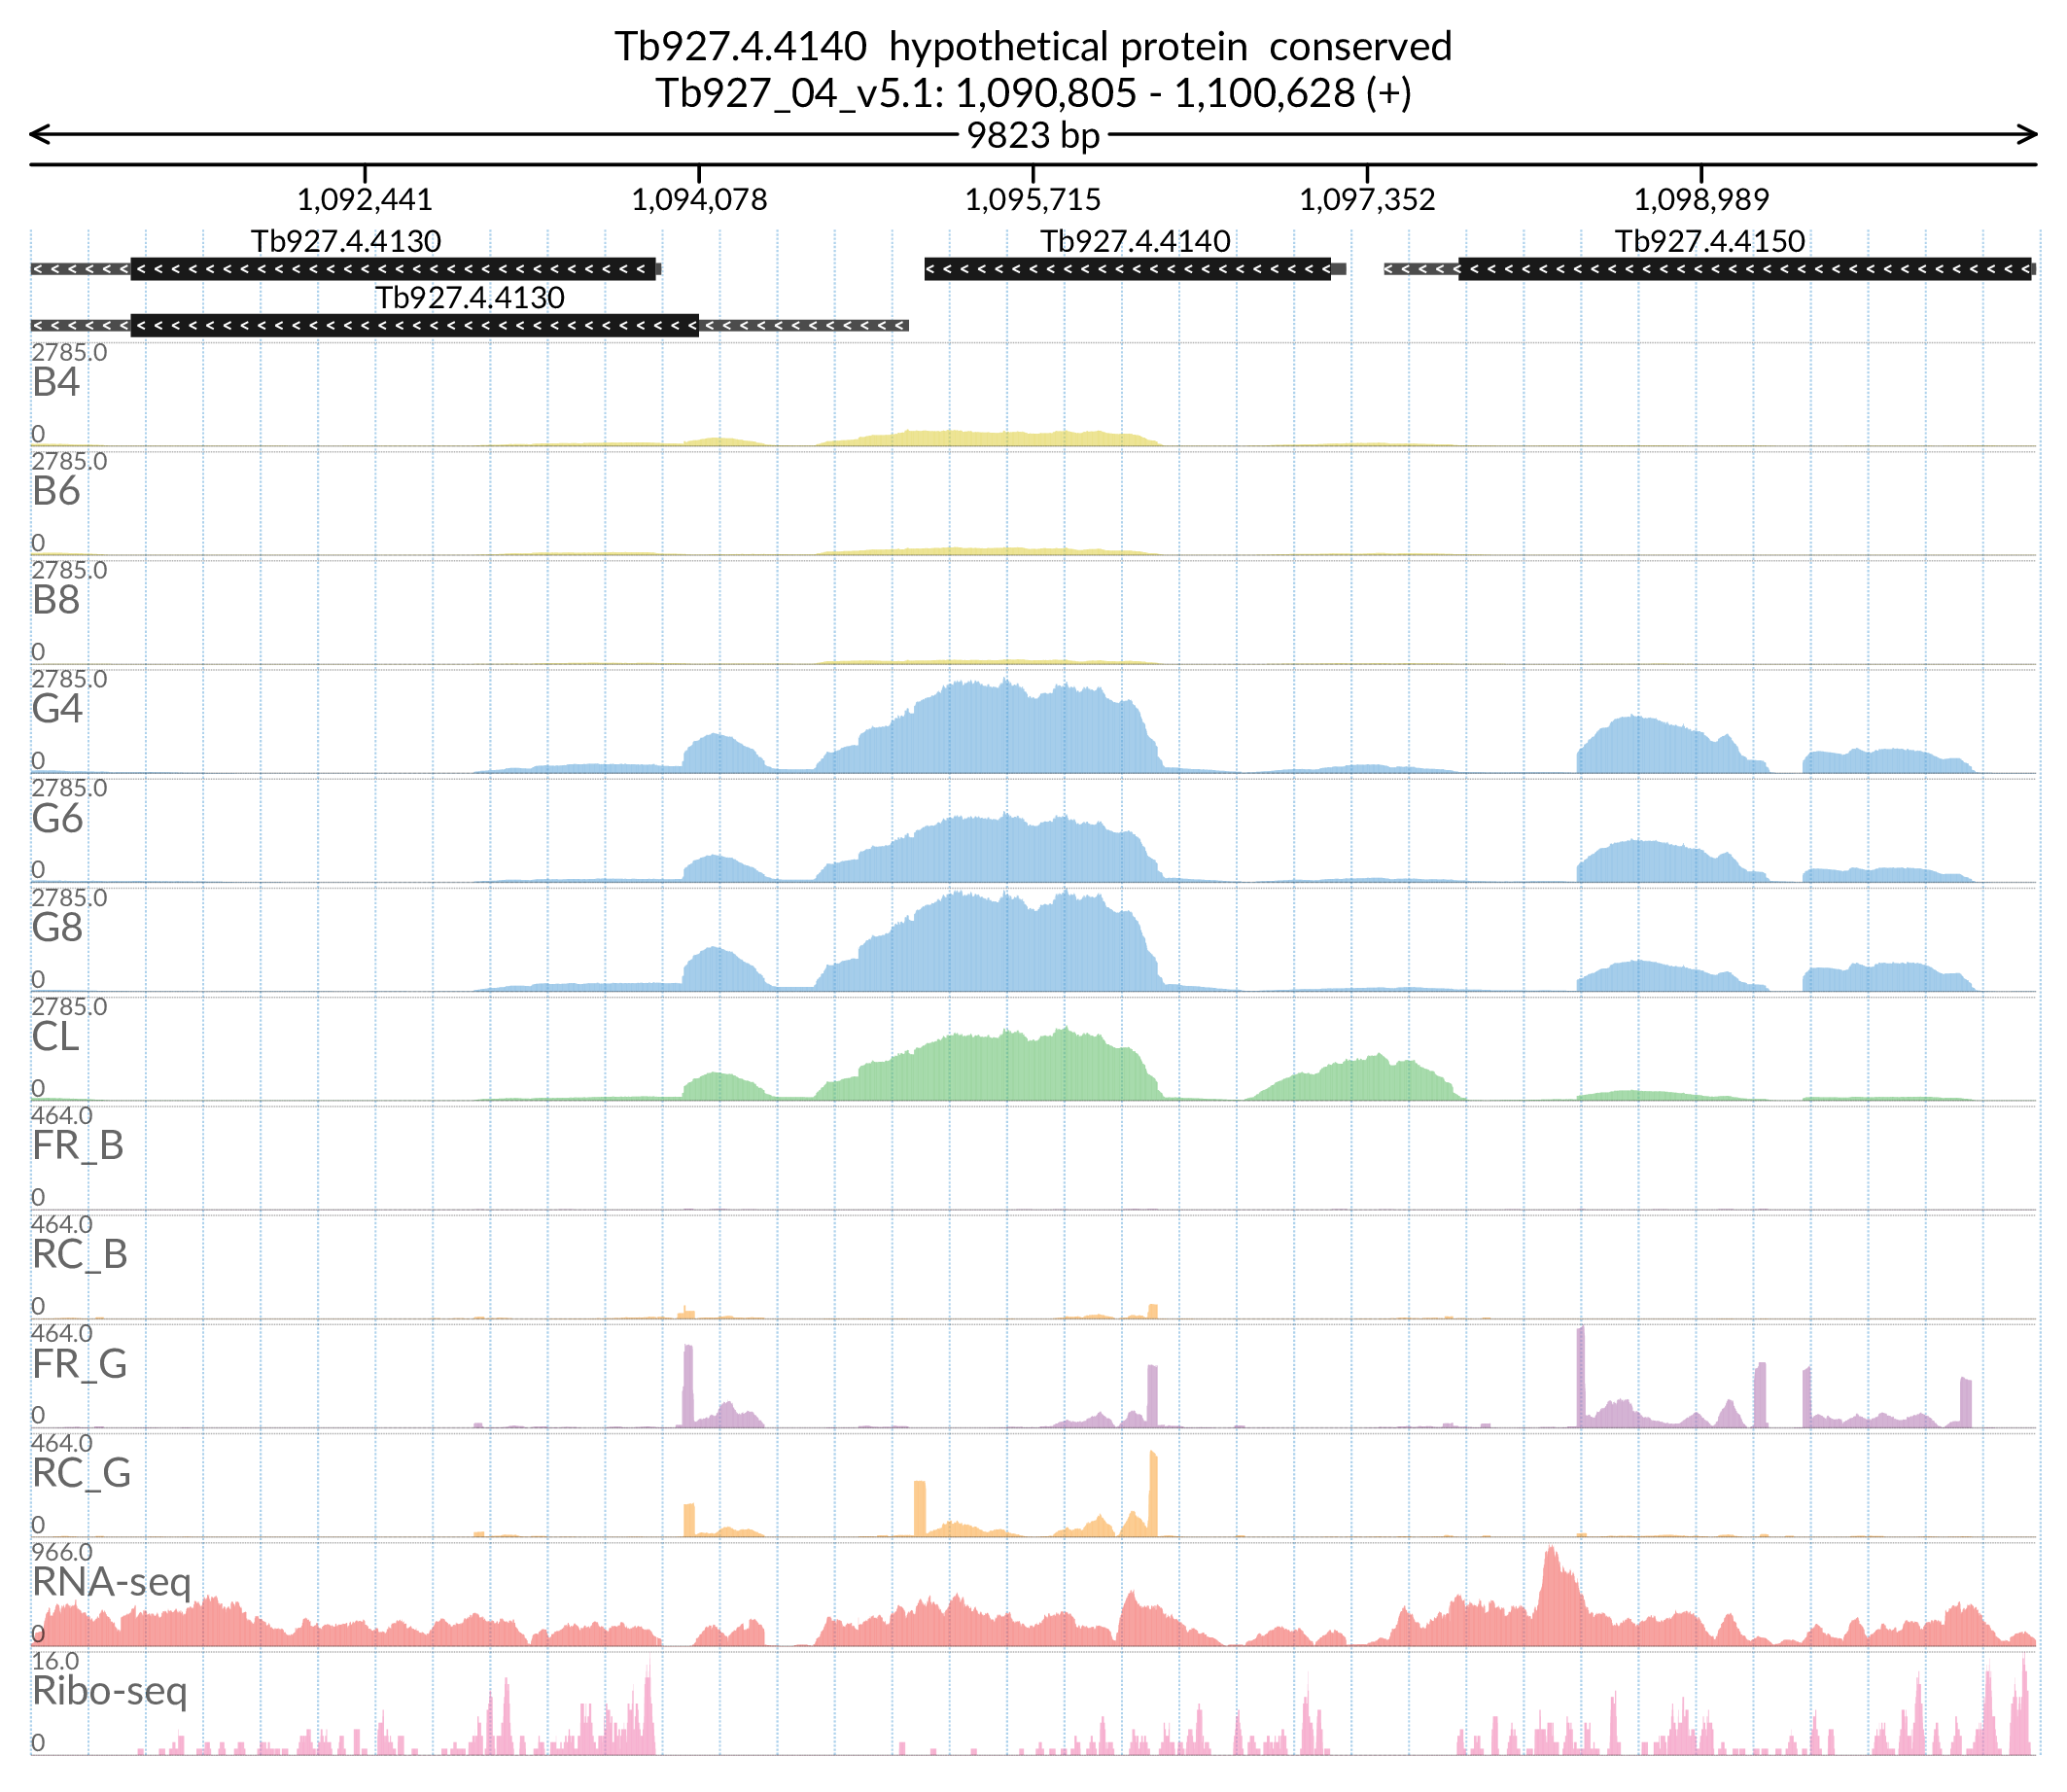 Tb927.4.4140  hypothetical protein  conserved
Tb927_04_v5.1: 1,090,805 - 1,100,628 (+)
9823 bp
1,092,441 1,094,078 1,095,715 1,097,352 1,098,989
Tb927.4.4130 Tb927.4.4140 Tb927.4.4150
Tb927.4.4130
2785.0
B4
0
2785.0
B6
0
2785.0
B8
0
2785.0
G4
0
2785.0
G6
0
2785.0
G8
0
2785.0
CL
0
464.0
FR_B
0
464.0
RC_B
0
464.0
FR_G
0
464.0
RC_G
0
966.0
RNA-seq
0
16.0
Ribo-seq
0